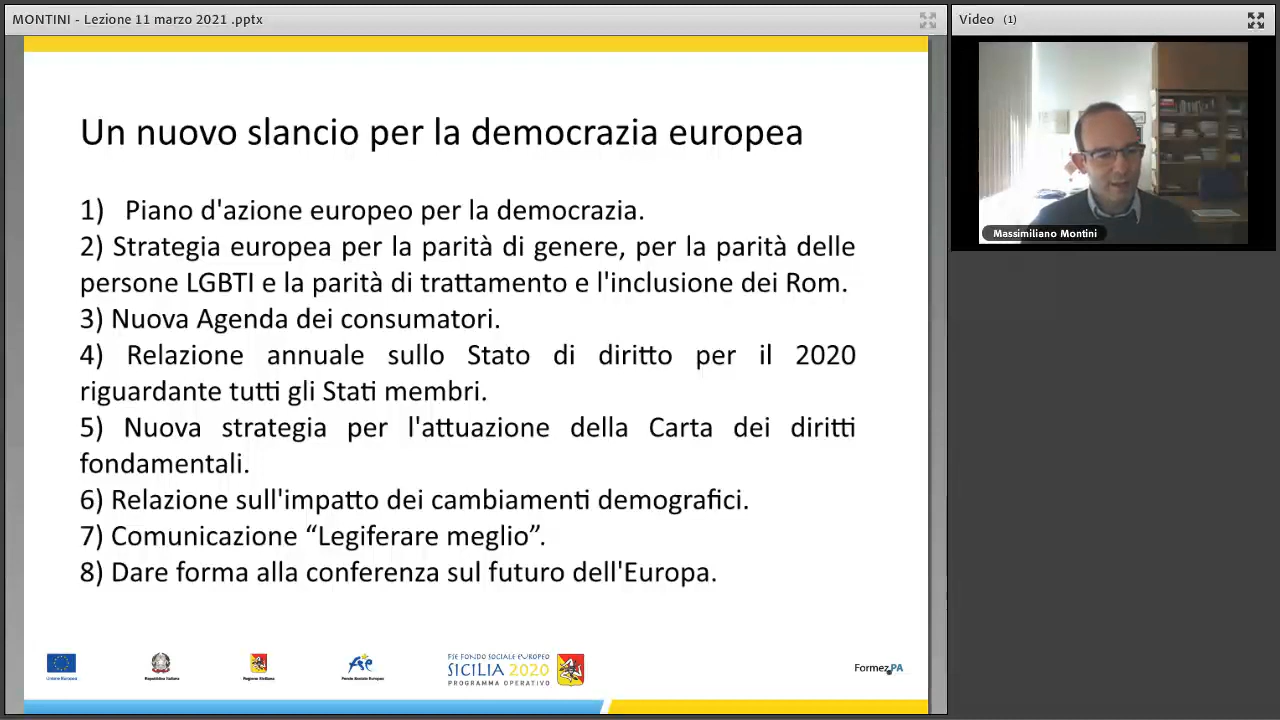 MONTINI - Lezione 11 marzo 2021 .pptx
Video (1)
Un nuovo slancio per la democrazia europea
1) Piano d'azione europeo per la democrazia.
2) Strategia europea per la parità di genere, per la parità delle
persone LGBTI e la parità di trattamento e l'inclusione dei Rom.
3) Nuova Agenda dei consumatori.
4) Relazione annuale sullo Stato di diritto per il 2020
riguardante tutti gli Stati membri.
5) Nuova strategia per l'attuazione della Carta dei diritti
fondamentali.
6) Relazione sull'impatto dei cambiamenti demografici.
7) Comunicazione “Legiferare meglio”.
8) Dare forma alla conferenza sul futuro dell'Europa.
Massimiliano Montini
Unione Europea
Repubblica Italiana
Regione Siciliana
fse
Fondo Sociale Europeo
FSE FONDO SOCIALE EUROPEO
SICILIA 2020
PROGRAMMA OPERATIVO
FormezPA